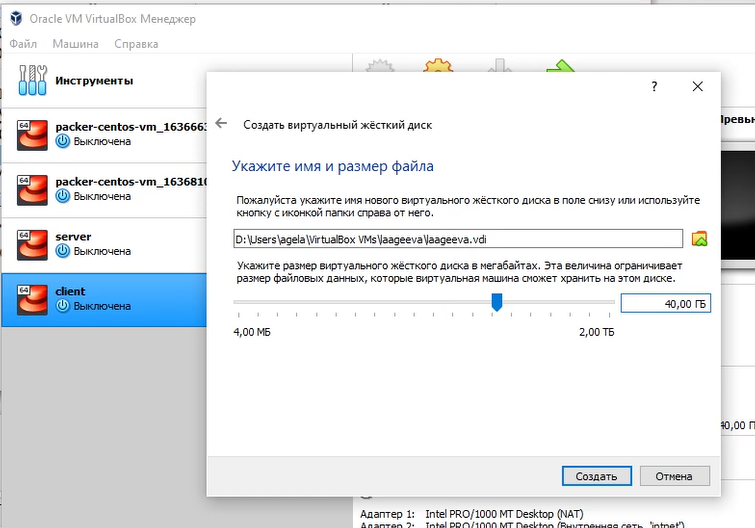 Oracle VM VirtualBox Менеджер
Файл Машина Справка
Инструменты
64
packer-centos-vm_1636663
Выключена
64
packer-centos-vm_1636810
Выключена
64
server
Выключена
64
client
Выключена
?
Создать виртуальный жёсткий диск
Укажите имя и размер файла
Пожалуйста укажите имя нового виртуального жёсткого диска в поле снизу или используйте
кнопку с иконкой папки справа от него.
D:\Users\agela\VirtualBox VMs\laageeva\laageeva.vdi
Укажите размер виртуального жёсткого диска в мегабайтах. Эта величина ограничивает
размер файловых данных, которые виртуальная машина сможет хранить на этом диске.
40,00 ГБ
4,00 МБ
2,00 ТБ
Создать
Отмена
Адаптер 1: Intel PRO/1000 MT Desktop (NAT)
Адаптер 2: Intel PRO/1000 MT Desktop (Внутренняя сеть, 'intnet')